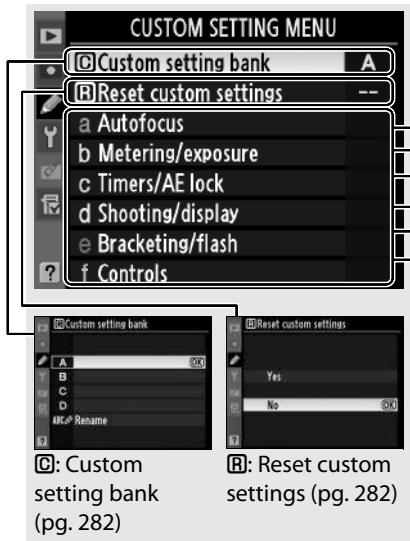 CUSTOM SETTING MENU
C Custom setting bank A
R Reset custom settings --
a Autofocus
b Metering/exposure
c Timers/AE lock
d Shooting/display
e Bracketing/flash
f Controls
?
C Custom setting bank
A OK
B
C
D
ABC Rename
?
R Reset custom settings
Yes
No OK
?
C: Custom
setting bank
(pg. 282)
R: Reset custom
settings (pg. 282)